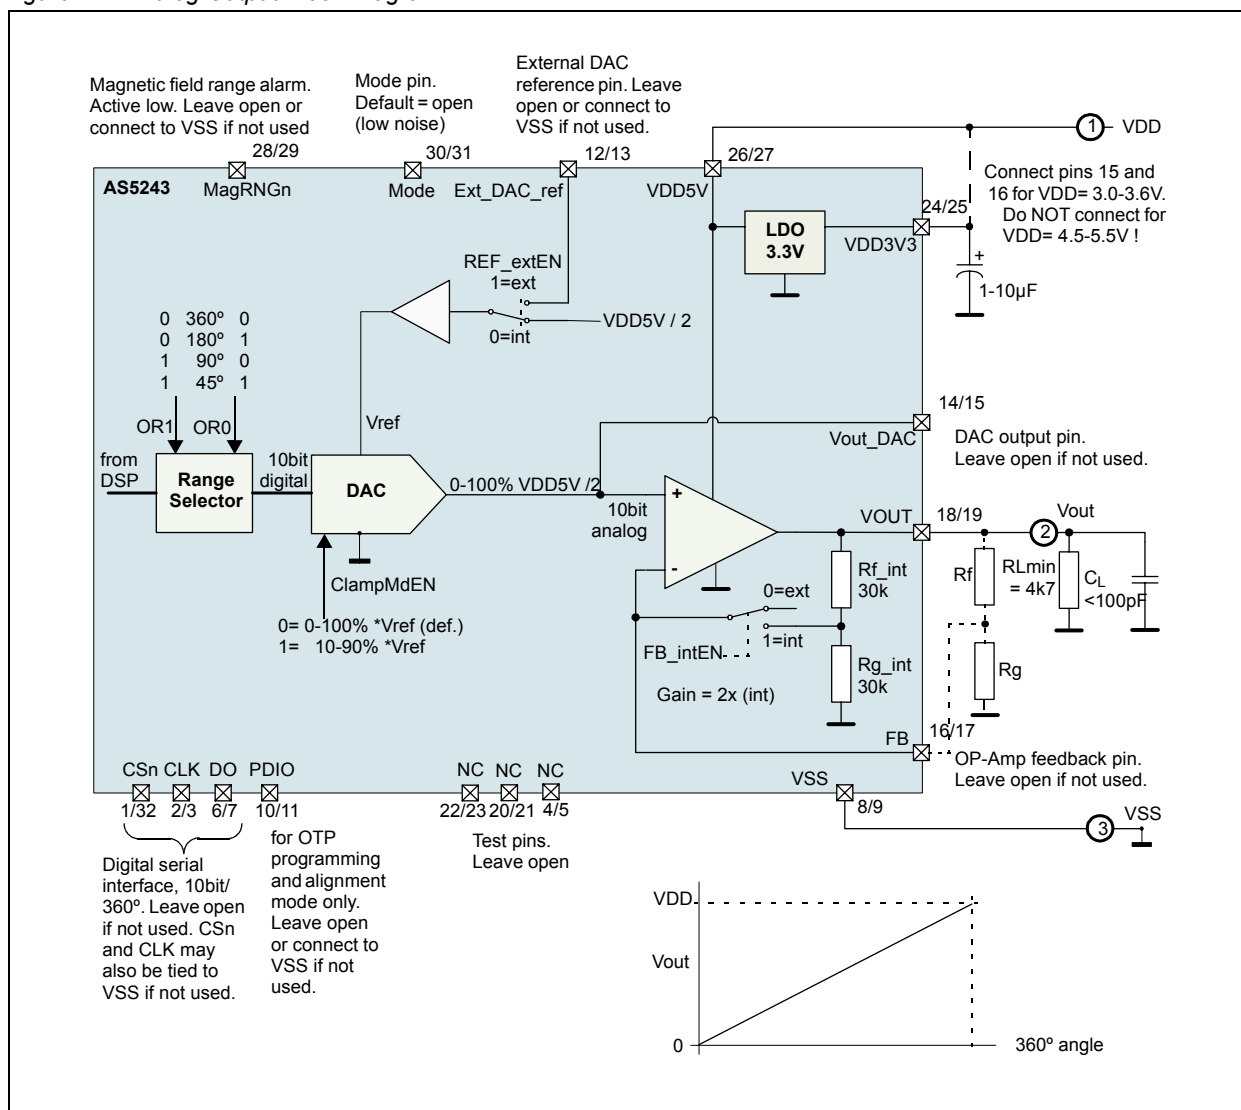 Magnetic field range alarm.
Active low. Leave open or
connect to VSS if not used
Mode pin.
Default = open
(low noise)
External DAC
reference pin. Leave
open or connect to
VSS if not used.
1
VDD
28/29
30/31
12/13
26/27
AS5243
MagRNGn
Mode
Ext_DAC_ref
VDD5V
Connect pins 15 and
16 for VDD= 3.0-3.6V.
Do NOT connect for
VDD= 4.5-5.5V !
24/25
LDO
3.3V
VDD3V3
+
1-10µF
REF_extEN
1=ext
VDD5V / 2
0=int
0 360º 0
0 180º 1
1 90º 0
1 45º 1
OR1
OR0
Vref
from
DSP
Range
Selector
10bit
digital
DAC
0-100% VDD5V /2
10bit
analog
+
-
14/15
Vout_DAC
DAC output pin.
Leave open if not used.
VOUT
18/19
2
Vout
ClampMdEN
0= 0-100% *Vref (def.)
1= 10-90% *Vref
Rf_int
30k
0=ext
1=int
FB_intEN
Rg_int
30k
Gain = 2x (int)
Rf
RLmin
= 4k7
CL
<100pF
Rg
FB
16/17
OP-Amp feedback pin.
Leave open if not used.
CSn CLK DO PDIO
NC NC NC
VSS
1/32 2/3 6/7 10/11
22/23 20/21 4/5
8/9
3
VSS
Digital serial
interface, 10bit/
360º. Leave open
if not used. CSn
and CLK may
also be tied to
VSS if not used.
for OTP
programming
and alignment
mode only.
Leave open
or connect to
VSS if not
used.
Test pins.
Leave open
VDD
Vout
0
360º angle